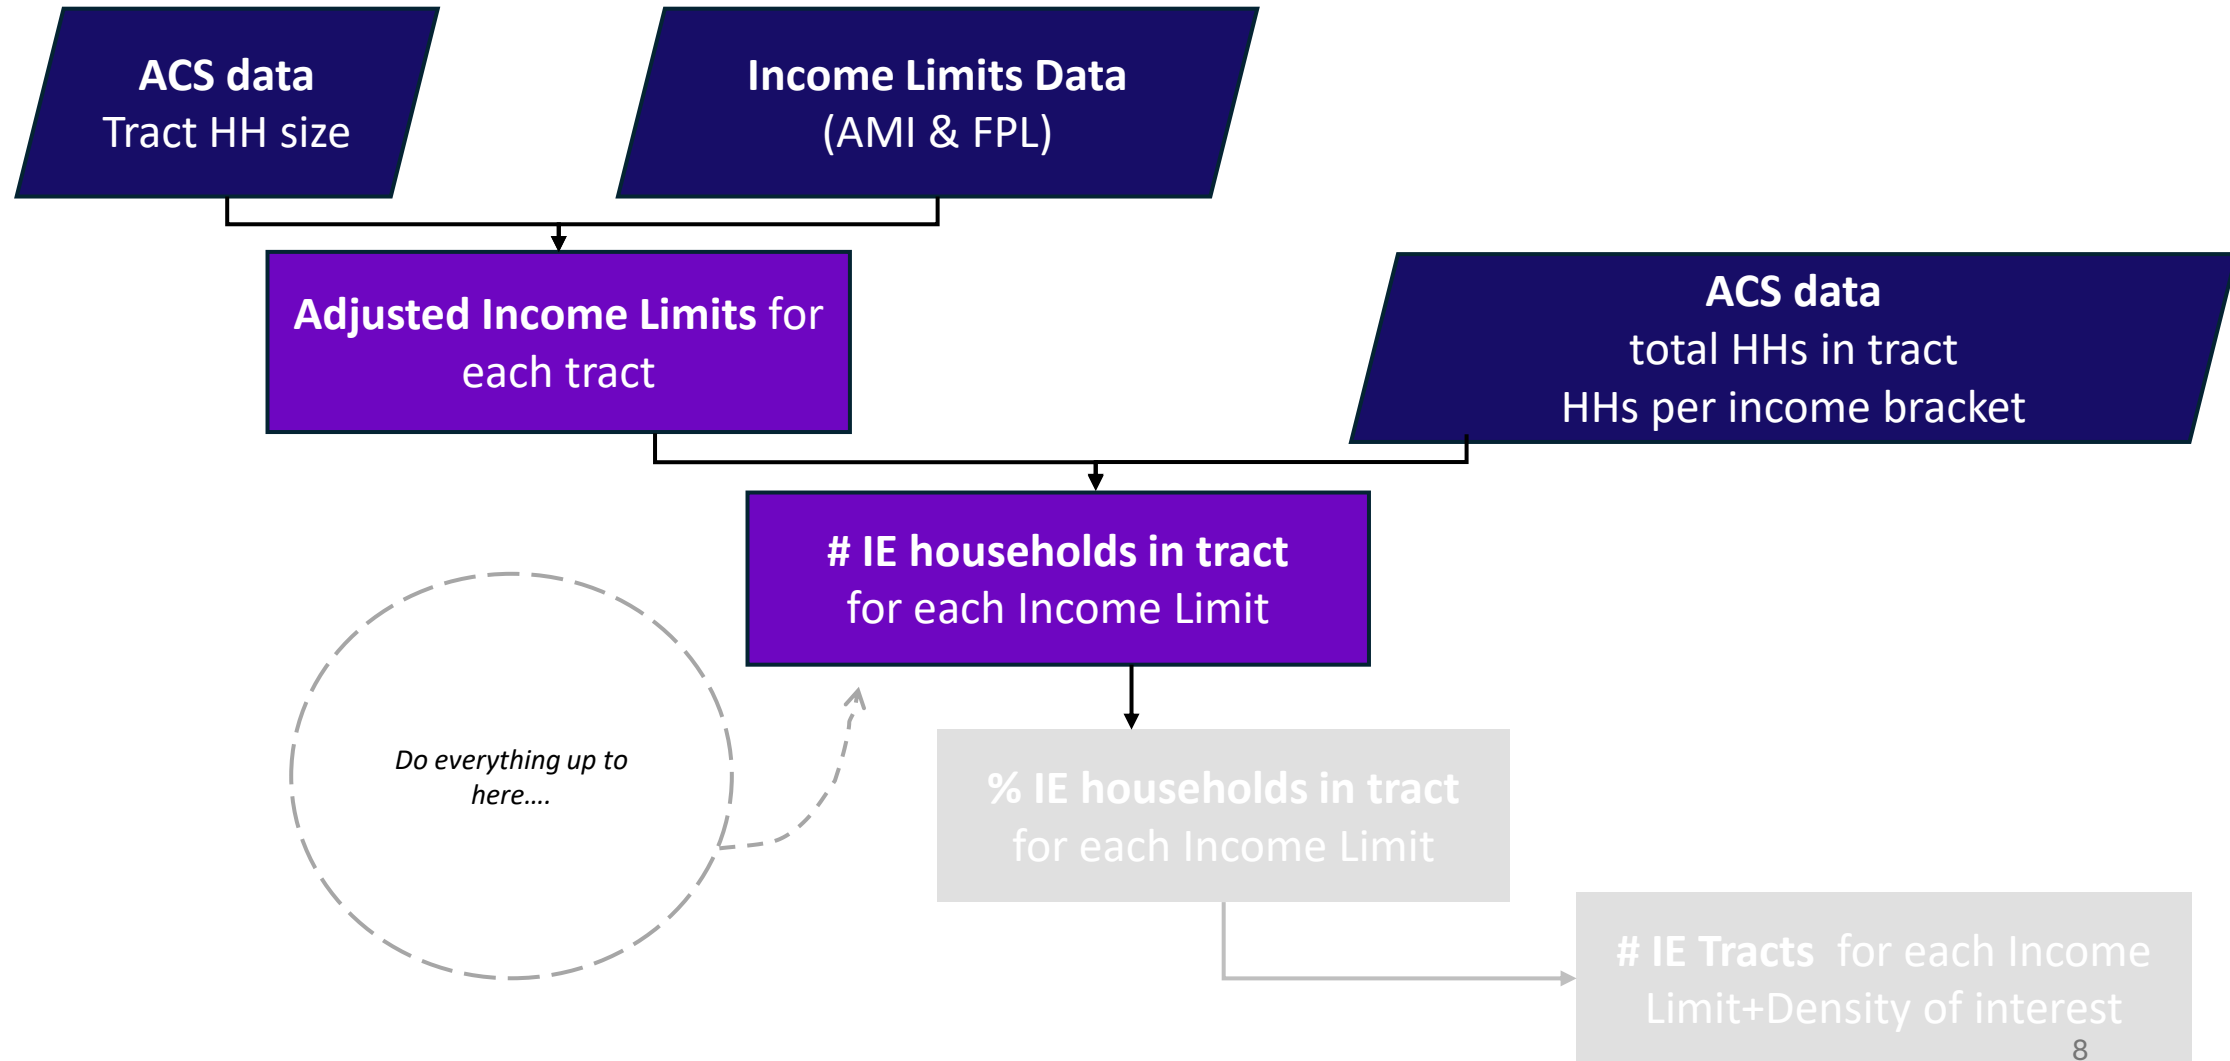 ACS data
Tract HH size
Income Limits Data
(AMI & FPL)
Adjusted Income Limits for
each tract
ACS data
total HHs in tract
HHs per income bracket
# IE households in tract
for each Income Limit
Do everything up to
here....
% IE households in tract
for each Income Limit
# IE Tracts for each Income
Limit+Density of interest
8